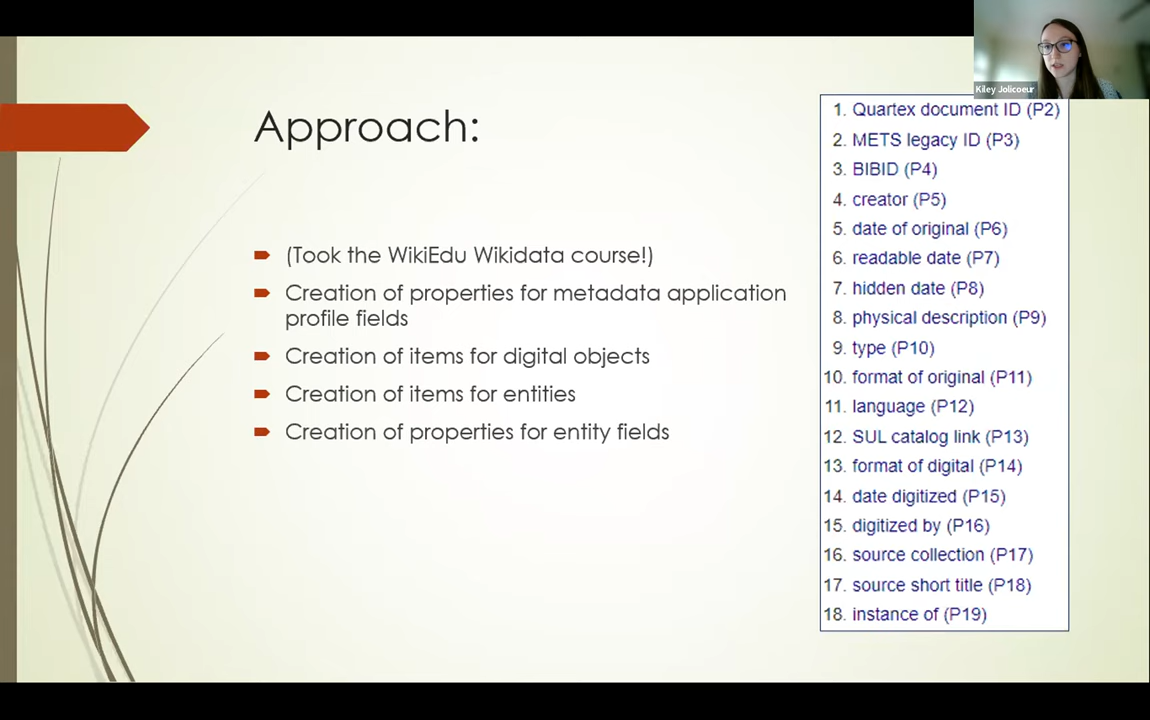 Kiley Jolicoeur
Approach:
(Took the WikiEdu Wikidata course!)
Creation of properties for metadata application
profile fields
Creation of items for digital objects
Creation of items for entities
Creation of properties for entity fields
1. Quartex document ID (P2)
2. METS legacy ID (P3)
3. BIBID (P4)
4. creator (P5)
5. date of original (P6)
6. readable date (P7)
7. hidden date (P8)
8. physical description (P9)
9. type (P10)
10. format of original (P11)
11. language (P12)
12. SUL catalog link (P13)
13. format of digital (P14)
14. date digitized (P15)
15. digitized by (P16)
16. source collection (P17)
17. source short title (P18)
18. instance of (P19)